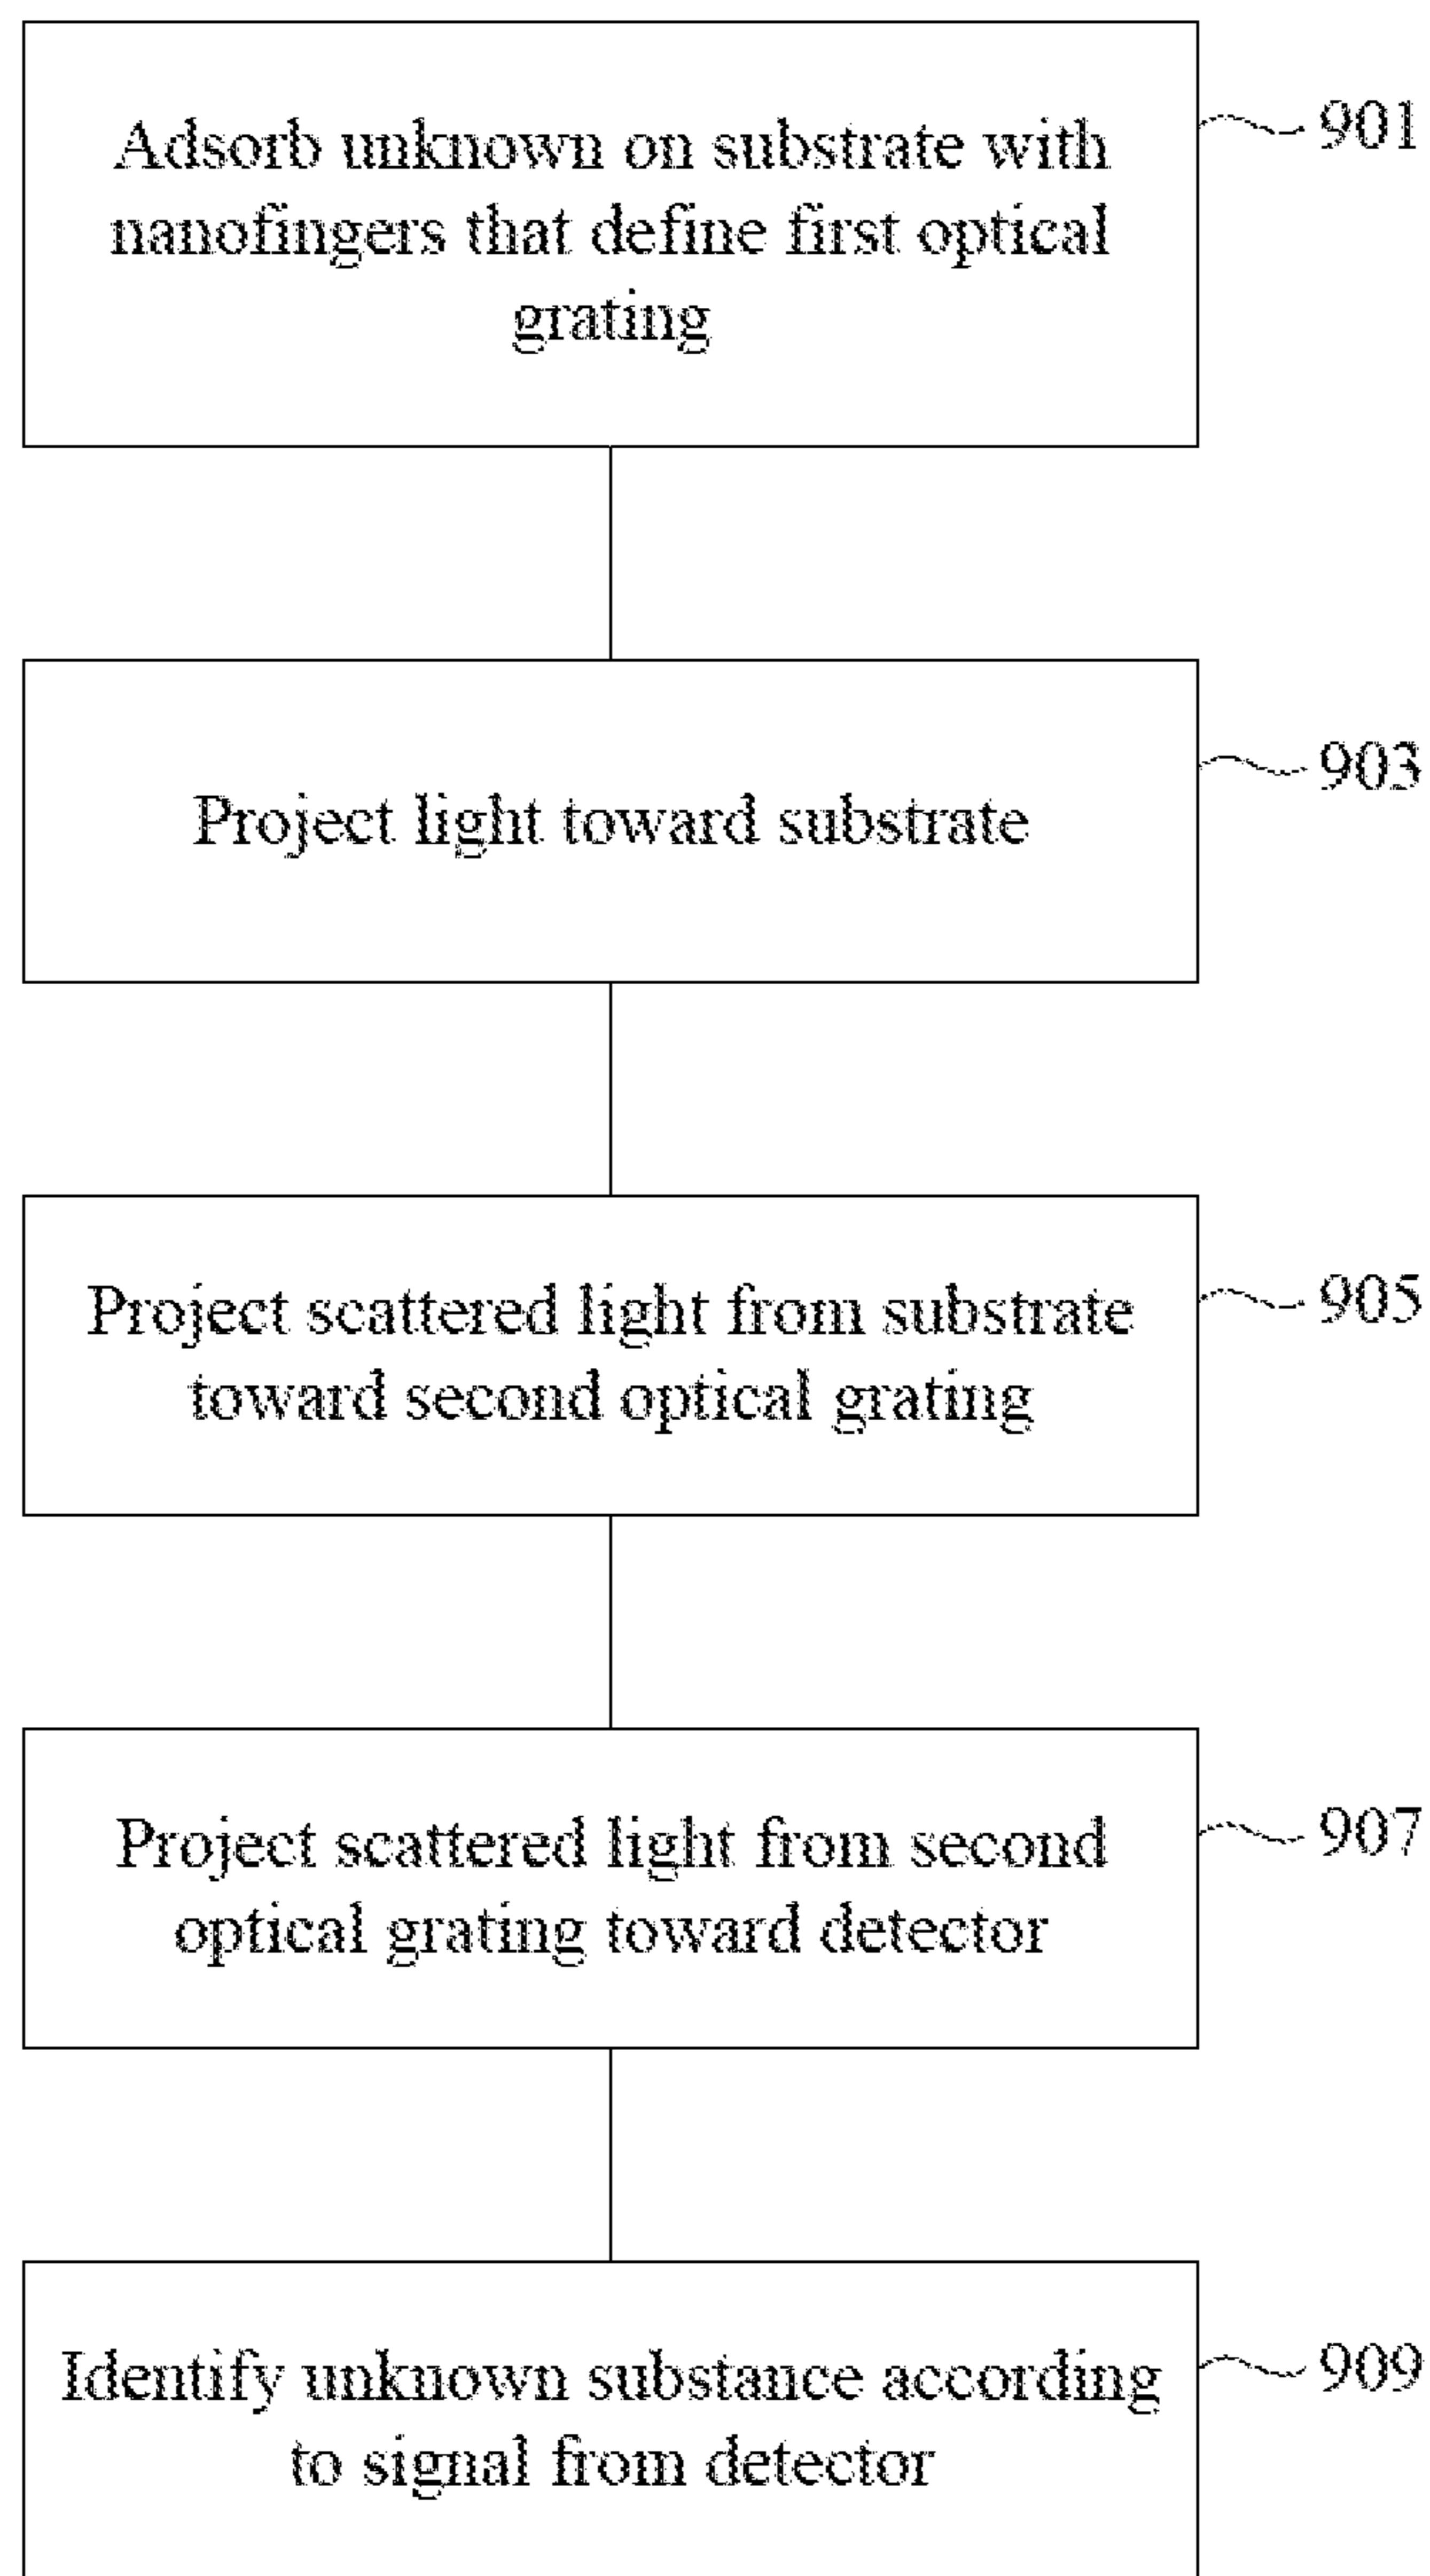 Adsorb unknown on substrate with
nanofingers that define first optical
grating
901
Project light toward substrate
903
Project scattered light from substrate
toward second optical grating
905
Project scattered light from second
optical grating toward detector
907
Identify unknown substance according
to signal from detector
909